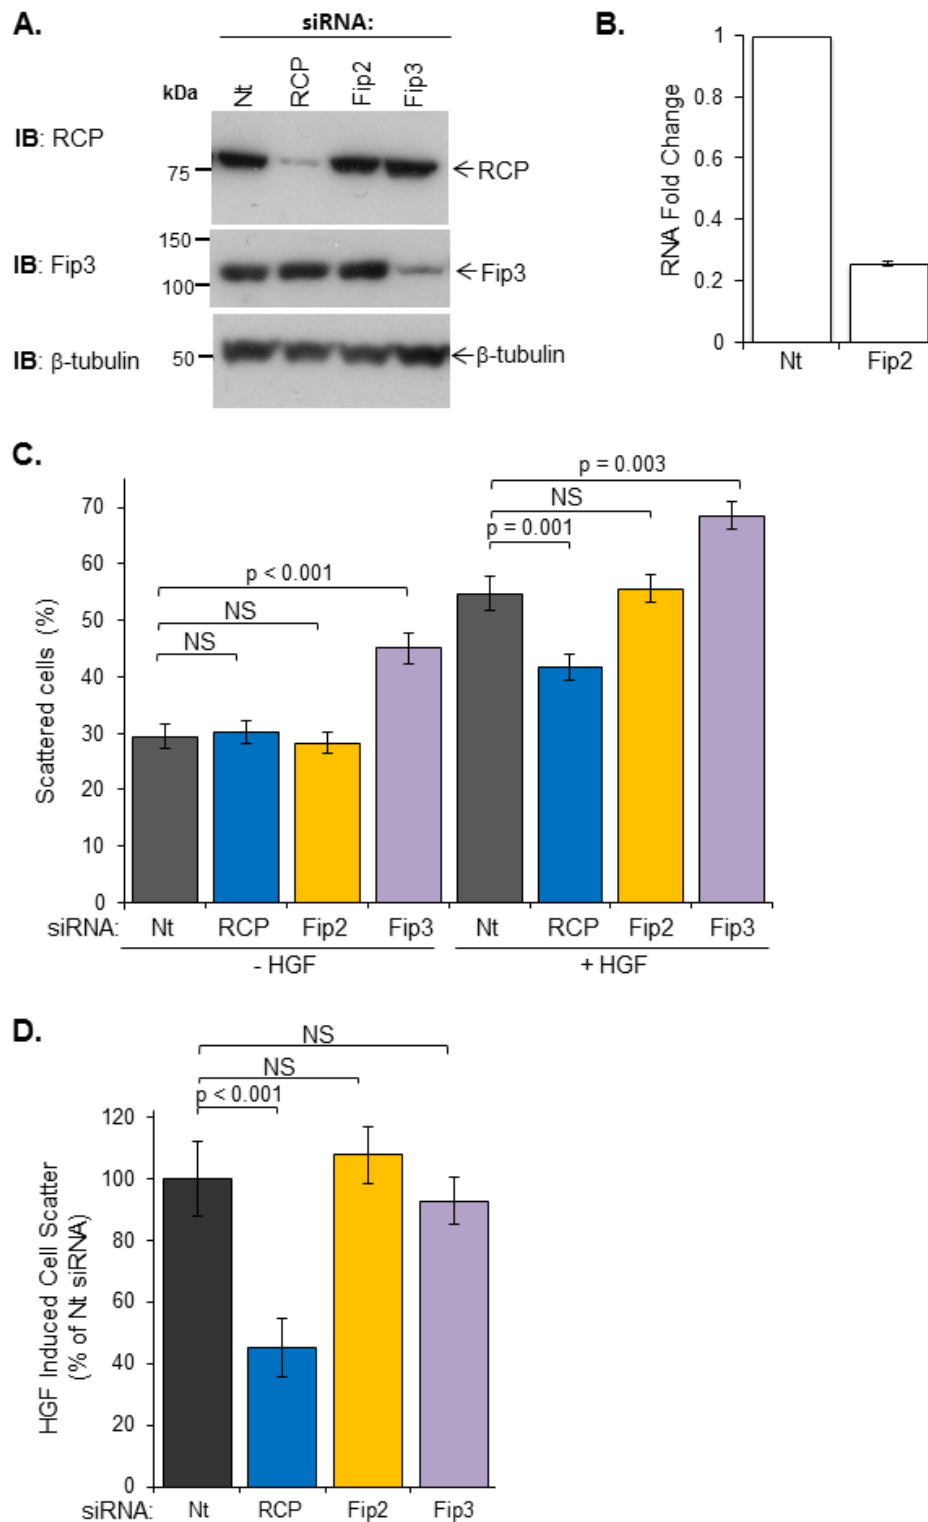 A.
siRNA:
kDa Nt RCP Fip2 Fip3
IB: RCP
75
RCP
150
IB: Fip3
Fip3
100
IB: β-tubulin
50
β-tubulin
B.
RNA Fold Change
1
0.8
0.6
0.4
0.2
0
Nt Fip2
C.
Scattered cells (%)
70
60
50
40
30
20
10
0
p < 0.001
NS
NS
p = 0.003
NS
p = 0.001
siRNA: Nt RCP Fip2 Fip3 Nt RCP Fip2 Fip3
- HGF + HGF
D.
HGF Induced Cell Scatter
(% of Nt siRNA)
NS
NS
p < 0.001
120
100
80
60
40
20
0
siRNA: Nt RCP Fip2 Fip3